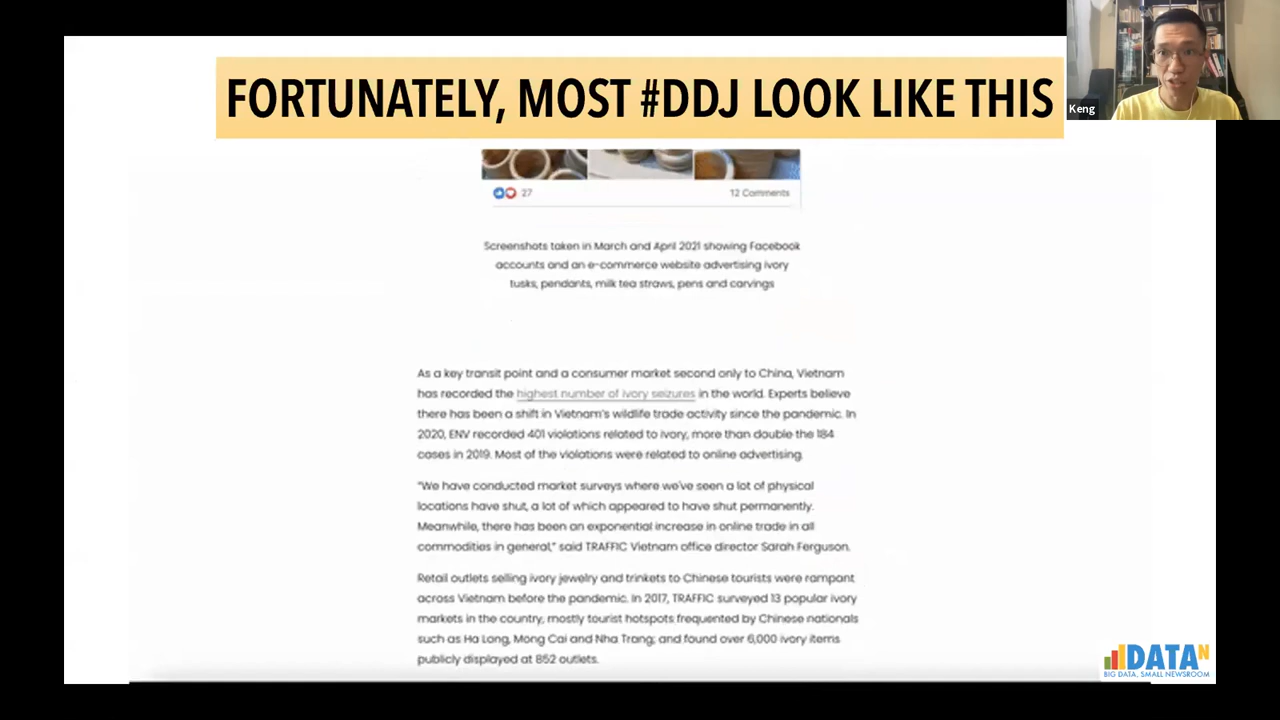 FORTUNATELY, MOST #DDJ LOOK LIKE THIS
Keng
27
12 Comments
Screenshots taken in March and April 2021 showing Facebook
accounts and an e-commerce website advertising ivory
tusks, pendants, milk tea straws, pens and carvings
As a key transit point and a consumer market second only to China, Vietnam
has recorded the highest number of ivory seizures in the world. Experts believe
there has been a shift in Vietnam's wildlife trade activity since the pandemic. In
2020, ENV recorded 401 violations related to ivory, more than double the 184
cases in 2019. Most of the violations were related to online advertising.
"We have conducted market surveys where we've seen a lot of physical
locations have shut, a lot of which appeared to have shut permanently.
Meanwhile, there has been an exponential increase in online trade in all
commodities in general," said TRAFFIC Vietnam office director Sarah Ferguson.
Retail outlets selling ivory jewelry and trinkets to Chinese tourists were rampant
across Vietnam before the pandemic. In 2017, TRAFFIC surveyed 13 popular ivory
markets in the country, mostly tourist hotspots frequented by Chinese nationals
such as Ha Long, Mong Cai and Nha Trang; and found over 6,000 ivory items
publicly displayed at 852 outlets.
DATA N
BIG DATA, SMALL NEWSROOM